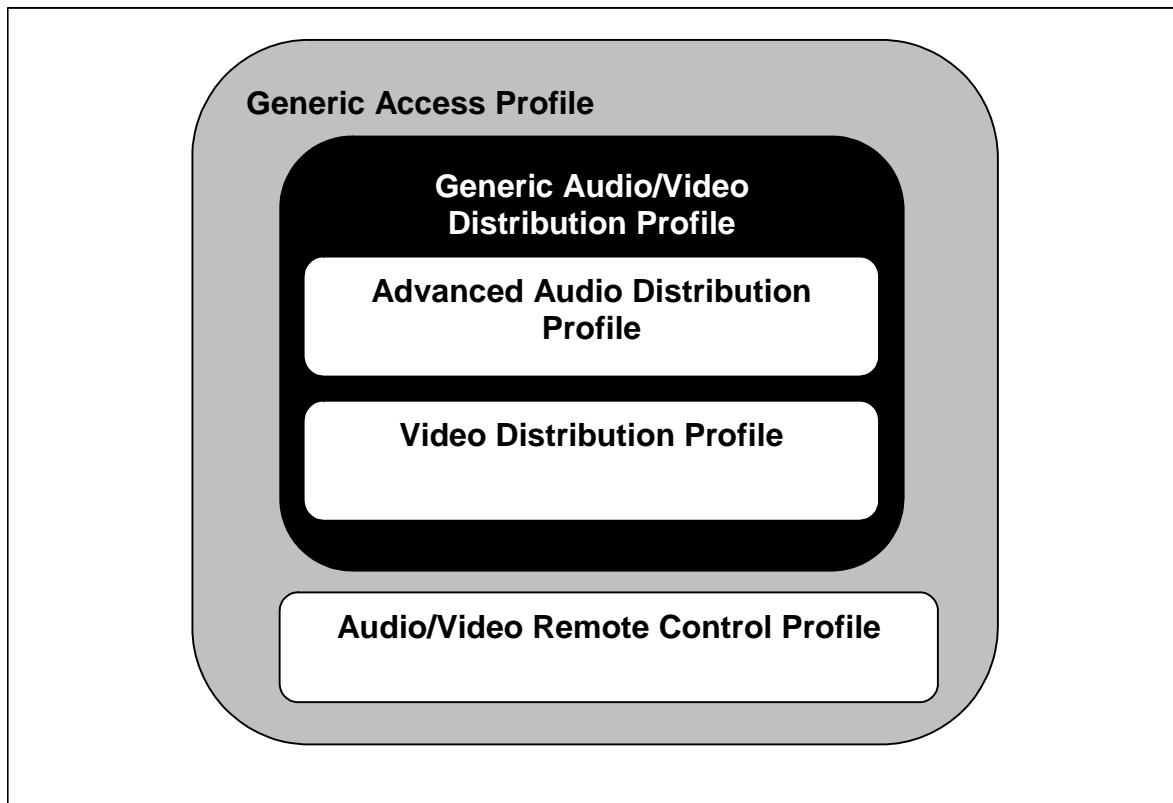 Generic Access Profile
Generic Audio/Video
Distribution Profile
Advanced Audio Distribution
Profile
Video Distribution Profile
Audio/Video Remote Control Profile